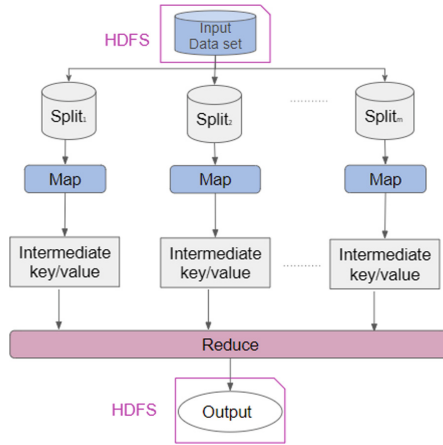 HDFS
Input
Data set
Split1
Split2
Splitm
Map
Map
Map
Intermediate
key/value
Intermediate
key/value
Intermediate
key/value
Reduce
HDFS
Output